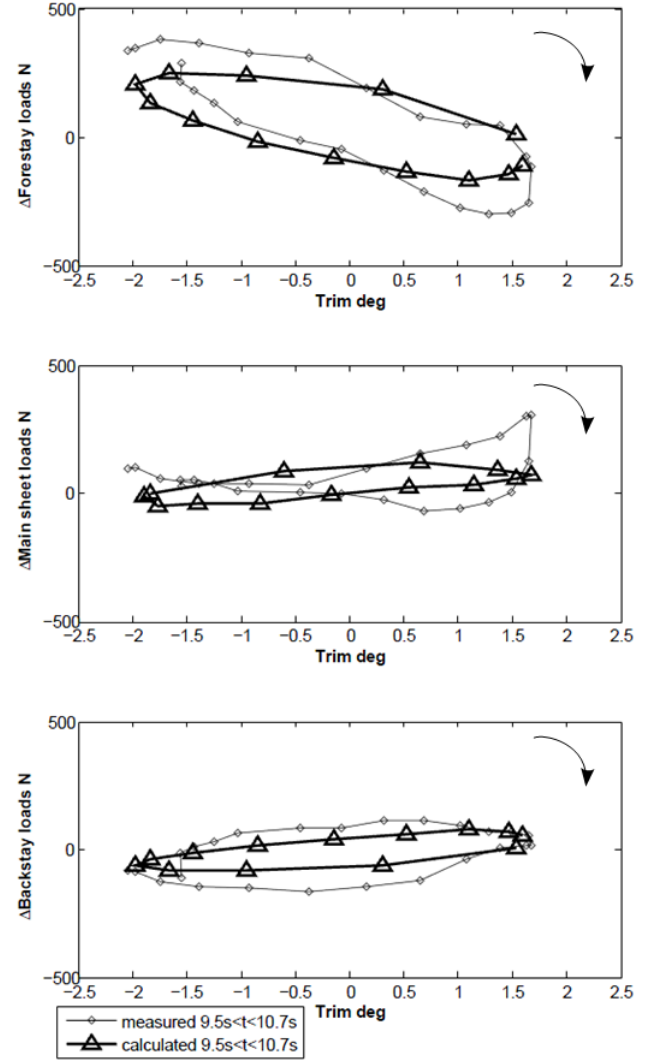 500
0
−500
ΔForestay loads N
−2.5 −2 −1.5 −1 −0.5 0 0.5 1 1.5 2 2.5
Trim deg
500
0
−500
ΔMain sheet loads N
−2.5 −2 −1.5 −1 −0.5 0 0.5 1 1.5 2 2.5
Trim deg
500
0
−500
ΔBackstay loads N
−2.5 −2 −1.5 −1 −0.5 0 0.5 1 1.5 2 2.5
Trim deg
measured 9.5s<t<10.7s
calculated 9.5s<t<10.7s